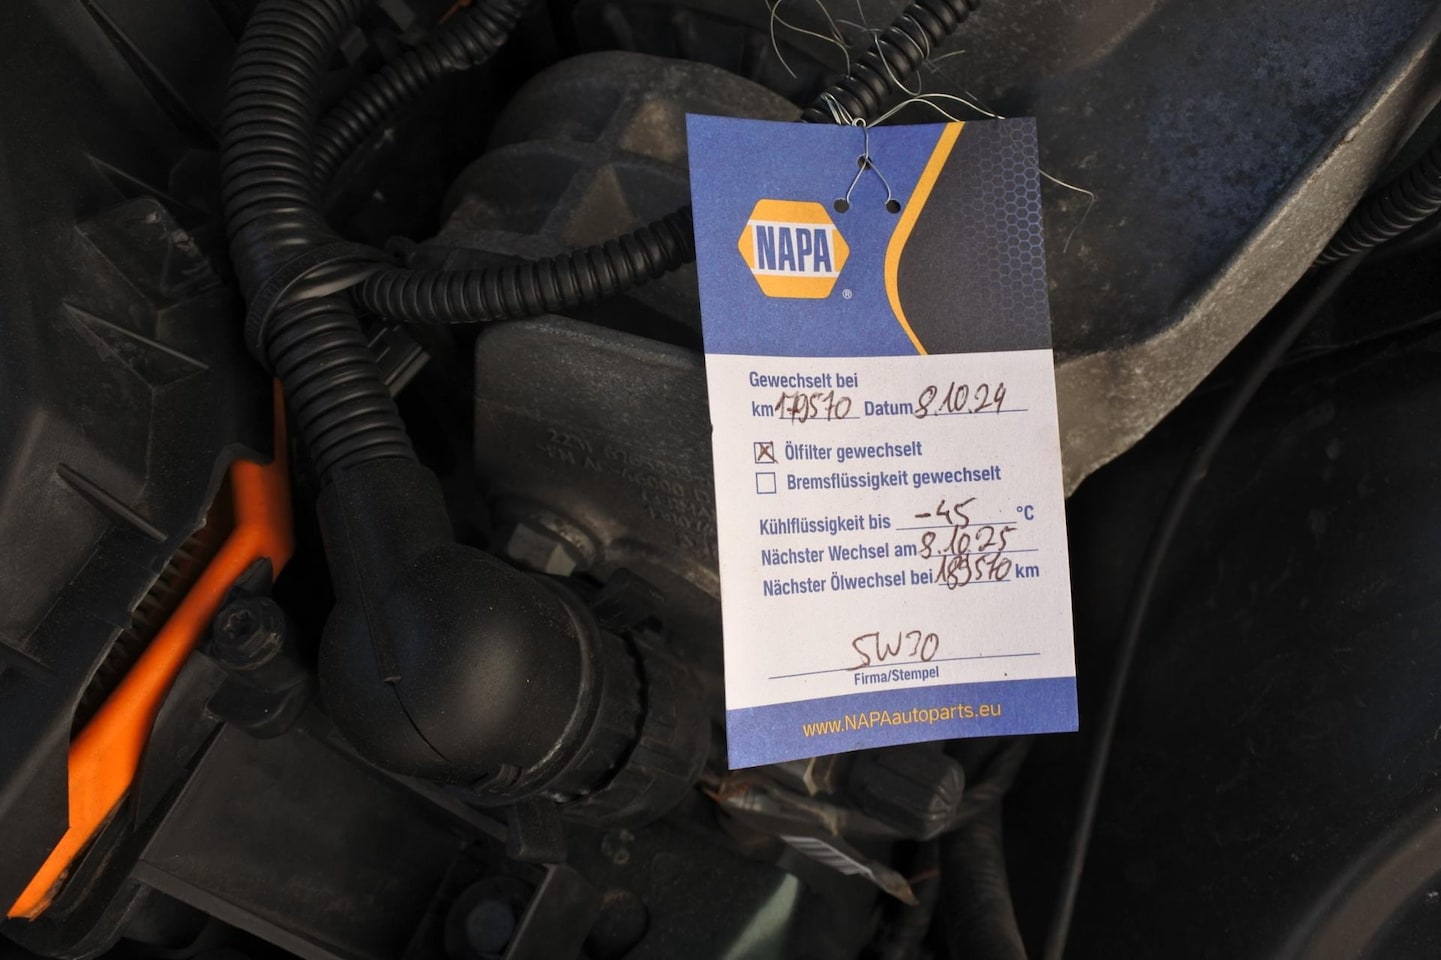 NAPA®
Gewechselt bei
km 179570 Datum 8.10.24
Ölfilter gewechselt
Bremsflüssigkeit gewechselt
Kühlflüssigkeit bis -45 °C
Nächster Wechsel am 8.10.25
Nächster Ölwechsel bei 189570 km
5W30
Firma/Stempel
www.NAPAautoparts.eu